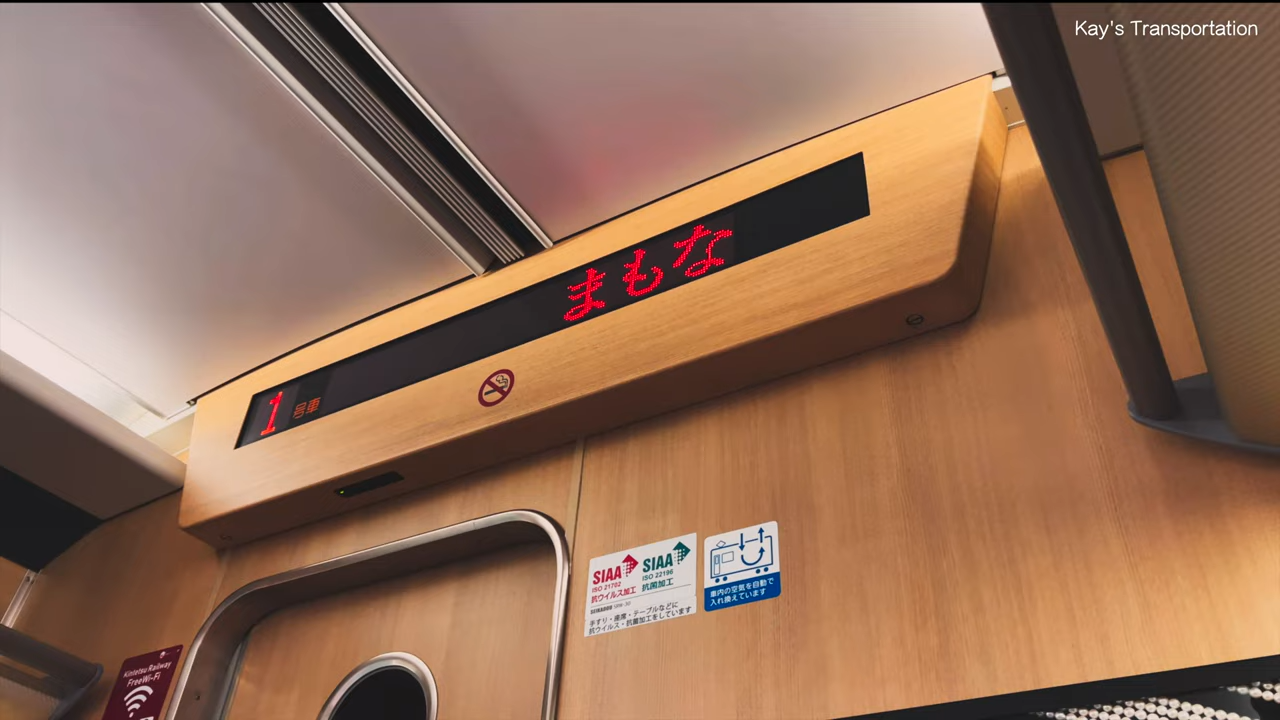 Kay's Transportation
まもな
1 号車
SIAA
ISO 21702
抗ウイルス加工
SIAA
ISO 22196
抗菌加工
手すり・座席・テーブルなどに
抗ウイルス・抗菌加工をしています
車内の空気を自動で
入れ換えています
Kintetsu Railway
FreeWi-Fi